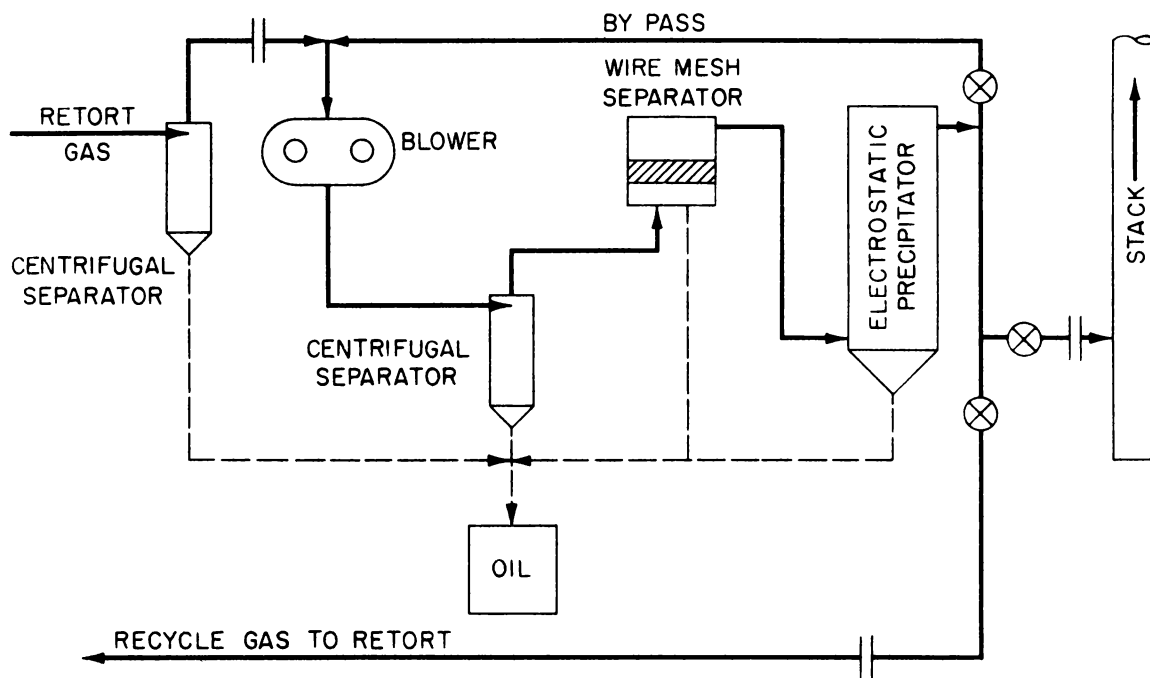 BY PASS
RETORT
GAS
BLOWER
WIRE MESH
SEPARATOR
CENTRIFUGAL
SEPARATOR
CENTRIFUGAL
SEPARATOR
ELECTROSTATIC
PRECIPITATOR
STACK
OIL
RECYCLE GAS TO RETORT